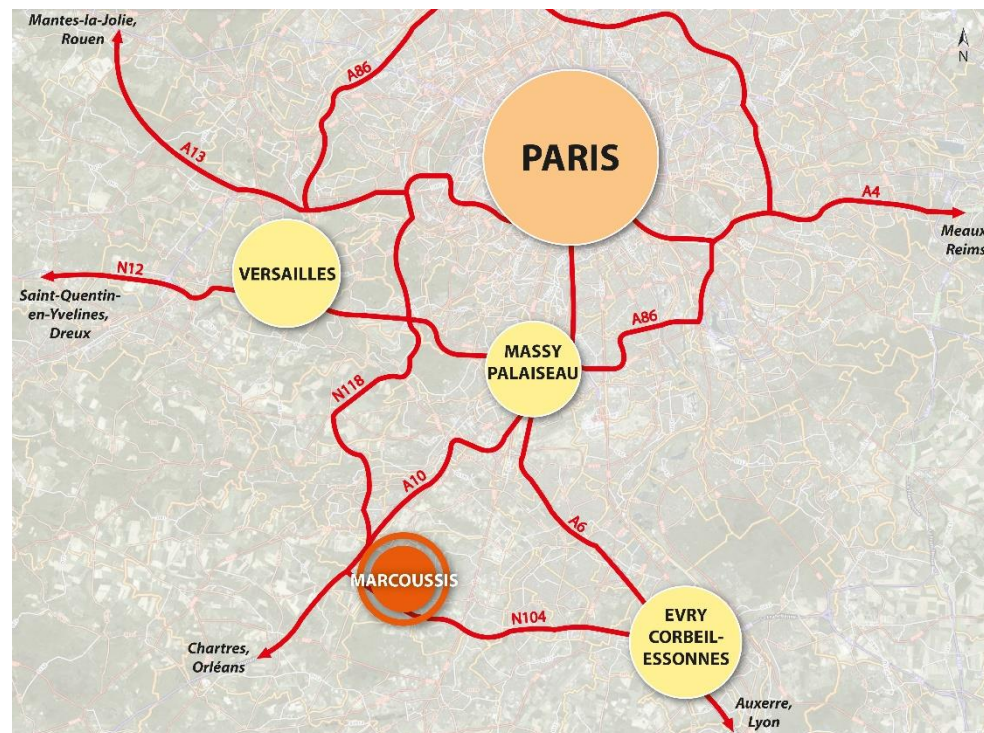 Mantes-la-Jolie,
Rouen
N
A86
PARIS
A13
A4
Meaux
Reims
VERSAILLES
N12
Saint-Quentin-
en-Yvelines,
Dreux
A86
MASSY
PALAISEAU
N118
A10
A6
MARCOUSSIS
N104
EVRY
CORBEIL-
ESSONNES
Chartres,
Orléans
Auxerre,
Lyon